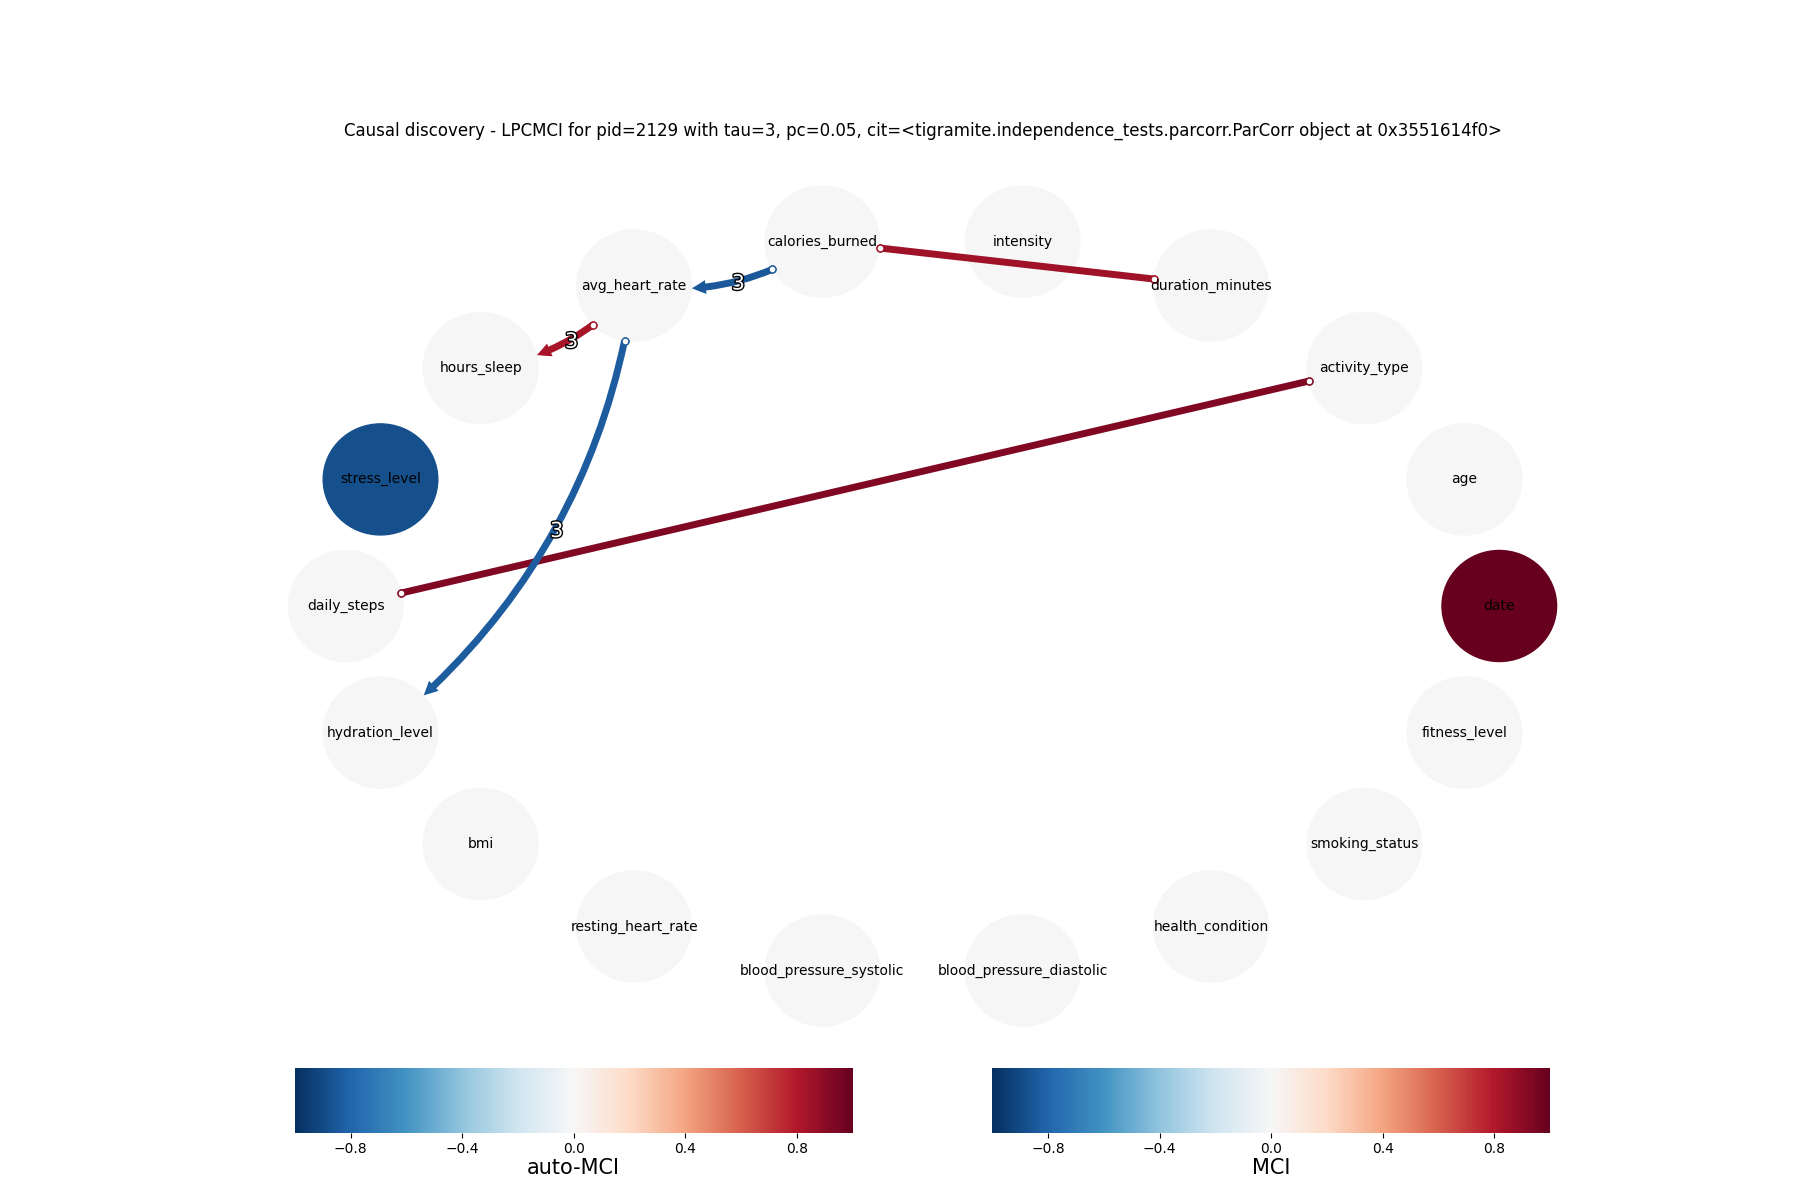 Causal discovery - LPCMCI for pid=2129 with tau=3, pc=0.05, cit=<tigramite.independence_tests.parcorr.ParCorr object at 0x3551614f0>
calories_burned
intensity
avg_heart_rate
3
duration_minutes
3
hours_sleep
activity_type
stress_level
age
3
daily_steps
date
hydration_level
fitness_level
bmi
smoking_status
resting_heart_rate
health_condition
blood_pressure_systolic
blood_pressure_diastolic
−0.8 −0.4 0.0 0.4 0.8
auto-MCI
−0.8 −0.4 0.0 0.4 0.8
MCI